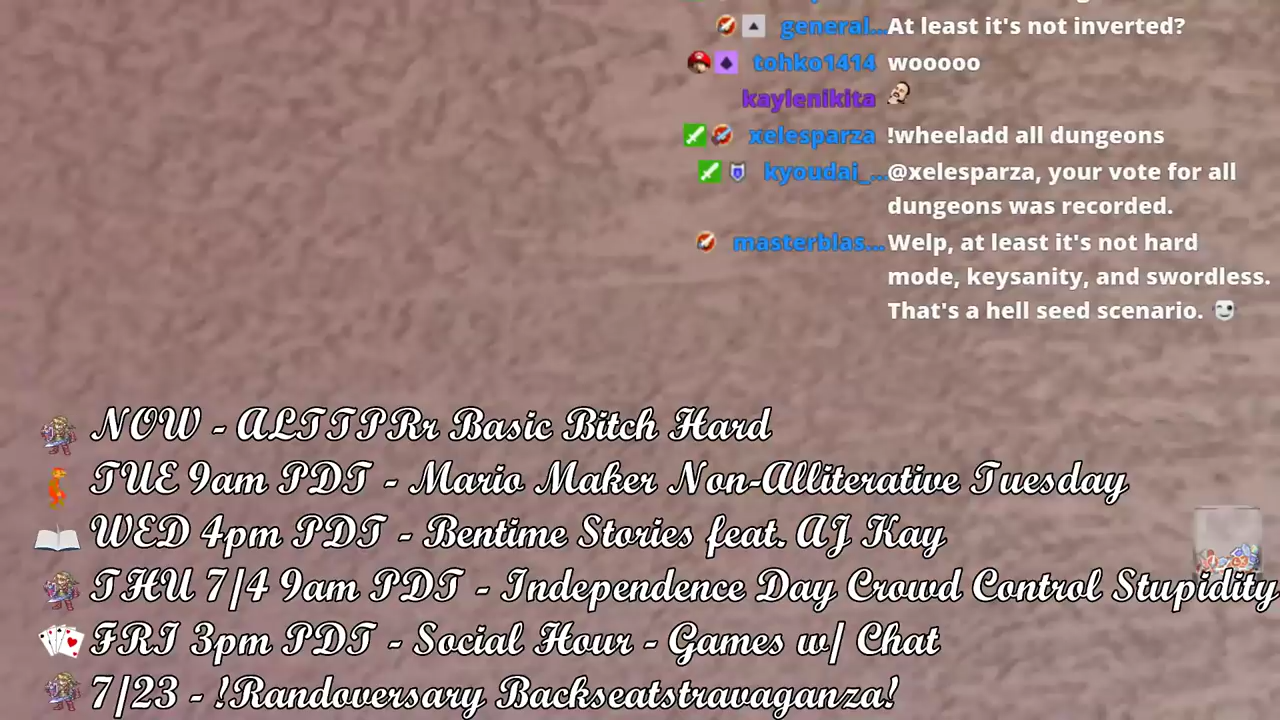 general... At least it's not inverted?
tohko1414 wooooo
kaylenikita
xelesparza !wheeladd all dungeons
kyoudai_... @xelesparza, your vote for all
dungeons was recorded.
masterblas... Welp, at least it's not hard
mode, keysanity, and swordless.
That's a hell seed scenario.
NOW - ALTTPRr Basic Bitch Hard
TUE 9am PDT - Mario Maker Non-Alliterative Tuesday
WED 4pm PDT - Bentime Stories feat. AJ Kay
THU 7/4 9am PDT - Independence Day Crowd Control Stupidity
FRI 3pm PDT - Social Hour - Games w/ Chat
7/23 - !Randoversary Backseatstravaganza!